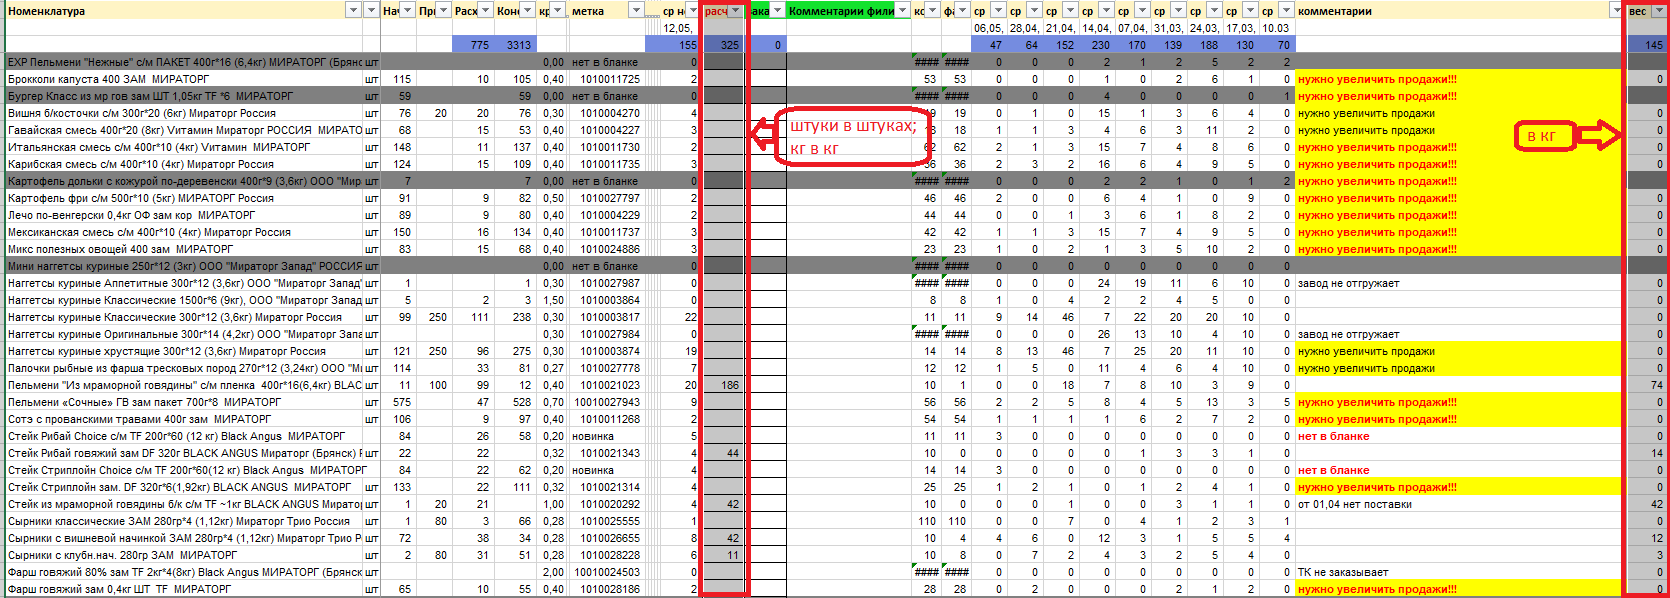 Номенклатура Нач При Расх Коне кр метка ср но расч ака Комментарии фили ко фа ср ср ср ср ср ср ср ср ср комментарии вес
12,05, 06,05, 28,04, 21,04, 14,04, 07,04, 31,03, 24,03, 17,03, 10.03
775 3313 155 325 0 47 64 152 230 170 139 188 130 70 145
EXP Пельмени "Нежные" с/м ПАКЕТ 400г*16 (6,4кг) МИРАТОРГ (Брянс шт 0,00 нет в бланке 0 #### #### 0 0 0 2 1 2 5 2 2
Брокколи капуста 400 ЗАМ МИРАТОРГ шт 115 10 105 0,40 1010011725 2 53 53 0 0 0 1 0 2 6 1 0 нужно увеличить продажи!!! 0
Бургер Класс из мр гов зам ШТ 1,05кг TF *6 МИРАТОРГ шт 59 59 0,00 нет в бланке 0 #### #### 0 0 0 4 0 0 0 0 1 нужно увеличить продажи!!!
Вишня б/косточки с/м 300г*20 (6кг) Мираторг Россия шт 76 20 20 76 0,30 1010004270 4 19 19 0 1 0 15 1 3 6 4 0 нужно увеличить продажи 0
Гавайская смесь 400г*20 (8кг) Vитамин Мираторг РОССИЯ МИРАТО шт 68 15 53 0,40 1010004227 3 18 18 1 1 3 4 6 3 11 2 0 нужно увеличить продажи 0
Итальянская смесь с/м 400г*10 (4кг) Vитамин МИРАТОРГ шт 148 11 137 0,40 1010011730 2 62 62 2 1 3 15 7 4 8 6 0 нужно увеличить продажи!!! 0
Карибская смесь с/м 400г*10 (4кг) Мираторг Россия шт 124 15 109 0,40 1010011735 3 36 36 2 3 2 16 6 4 9 5 0 нужно увеличить продажи!!! 0
Картофель дольки с кожурой по-деревенски 400г*9 (3,6кг) ООО "Мир шт 7 7 0,00 нет в бланке 0 #### #### 0 0 0 2 2 1 0 1 2 нужно увеличить продажи!!!
Картофель фри с/м 500г*10 (5кг) МИРАТОРГ Россия шт 91 9 82 0,50 1010027797 2 46 46 2 0 0 6 4 1 0 9 0 нужно увеличить продажи!!! 0
Лечо по-венгерски 0,4кг ОФ зам кор МИРАТОРГ шт 89 9 80 0,40 1010004229 2 44 44 0 0 1 3 6 1 8 2 0 нужно увеличить продажи!!! 0
Мексиканская смесь с/м 400г*10 (4кг) Мираторг Россия шт 150 16 134 0,40 1010011737 3 42 42 1 1 3 15 7 4 9 5 0 нужно увеличить продажи!!! 0
Микс полезных овощей 400 зам МИРАТОРГ шт 83 15 68 0,40 1010024886 3 23 23 1 0 2 1 3 5 10 2 0 нужно увеличить продажи!!! 0
Мини наггетсы куриные 250г*12 (3кг) ООО "Мираторг Запад" РОССИЯ шт 0,00 нет в бланке 0 #### #### 0 0 0 0 0 0 0 0 0
Наггетсы куриные Аппетитные 300г*12 (3,6кг) ООО "Мираторг Запад" шт 1 1 0,30 1010027987 0 #### #### 0 0 0 24 19 11 6 10 0 завод не отгружает 0
Наггетсы куриные Классические 1500г*6 (9кг), ООО "Мираторг Запад шт 5 2 3 1,50 1010003864 0 8 8 1 0 4 2 2 4 5 0 0 0
Наггетсы куриные Классические 300г*12 (3,6кг) Мираторг Россия шт 99 250 111 238 0,30 1010003817 22 11 11 9 14 46 7 22 20 20 10 0 0
Наггетсы куриные Оригинальные 300г*14 (4,2кг) ООО "Мираторг Запа шт 0,30 1010027984 0 #### #### 0 0 0 26 13 10 4 10 0 завод не отгружает 0
Наггетсы куриные хрустящие 300г*12 (3,6кг) Мираторг Россия шт 121 250 96 275 0,30 1010003874 19 14 14 8 13 46 7 25 20 11 10 0 нужно увеличить продажи 0
Палочки рыбные из фарша тресковых пород 270г*12 (3,24кг) ООО "М шт 114 33 81 0,27 1010027778 7 12 12 1 5 0 11 4 6 4 10 0 нужно увеличить продажи 0
Пельмени "Из мраморной говядины" с/м пленка 400г*16(6,4кг) BLAC шт 11 100 99 12 0,40 1010021023 20 186 10 1 0 0 18 7 8 10 3 9 0 74
Пельмени «Сочные» ГВ зам пакет 700г*8 МИРАТОРГ шт 575 47 528 0,70 10010027943 9 56 56 2 2 5 8 4 5 13 3 5 нужно увеличить продажи!!! 0
Сотэ с прованскими травами 400г зам МИРАТОРГ шт 106 9 97 0,40 1010011268 2 54 54 1 1 1 1 6 2 7 2 0 нужно увеличить продажи!!! 0
Стейк Рибай Choice с/м TF 200г*60 (12 кг) Black Angus МИРАТОРГ 84 26 58 0,20 новинка 5 11 11 3 0 0 0 0 0 0 0 0 нет в бланке 0
Стейк Рибай говяжий зам DF 320г BLACK ANGUS Мираторг (Брянск) Р шт 22 22 0,32 1010021343 4 44 10 0 0 0 0 0 1 3 3 1 0 14
Стейк Стриплойн Choice с/м TF 200г*60(12 кг) Black Angus МИРАТОРГ 84 22 62 0,20 новинка 4 14 14 3 0 0 0 0 0 0 0 0 нет в бланке 0
Стейк Стриплойн зам. DF 320г*6(1,92кг) BLACK ANGUS МИРАТОРГ шт 133 22 111 0,32 1010021314 4 25 25 1 2 1 0 1 2 4 1 0 нужно увеличить продажи!!! 0
Стейк из мраморной говядины б/к с/м TF ~1кг BLACK ANGUS Мираторг шт 1 20 21 1,00 1010020292 4 42 10 0 0 0 1 0 0 3 1 1 0 от 01,04 нет поставки 42
Сырники классические ЗАМ 280гр*4 (1,12кг) Мираторг Трио Россия шт 1 80 3 66 0,28 1010025555 1 110 110 0 0 7 0 4 1 2 3 1 0
Сырники с вишневой начинкой ЗАМ 280гр*4 (1,12кг) Мираторг Трио Р шт 72 38 34 0,28 1010026655 8 42 10 4 4 6 0 12 3 1 5 5 4 12
Сырники с клубн.нач. 280гр ЗАМ МИРАТОРГ шт 2 80 31 51 0,28 1010028228 6 11 10 8 0 7 2 4 3 2 5 4 0 3
Фарш говяжий 80% зам TF 2кг*4(8кг) Black Angus МИРАТОРГ (Брянск шт 2,00 10010024503 0 #### #### 0 0 0 0 0 0 0 0 0 ТК не заказывает 0
Фарш говяжий зам 0,4кг ШТ TF МИРАТОРГ шт 65 10 55 0,40 1010028186 2 28 28 0 2 0 1 2 1 0 1 0 нужно увеличить продажи!!! 0
штуки в штуках;
кг в кг
в кг